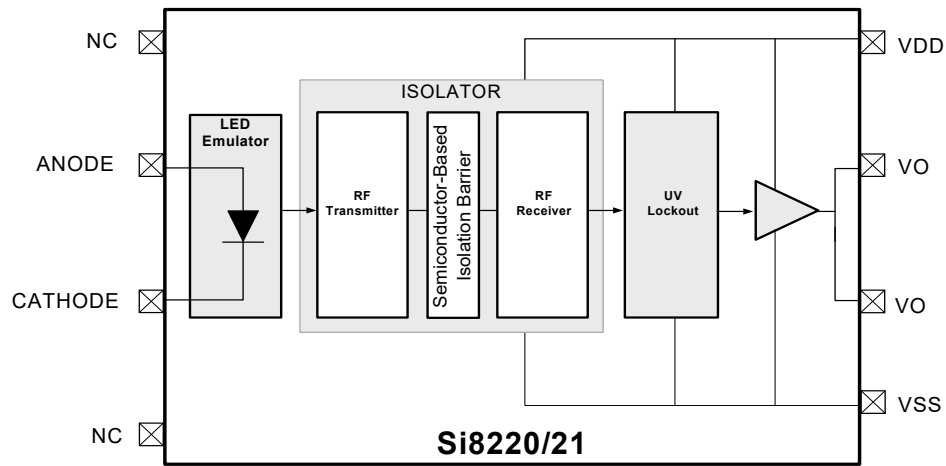 NC
VDD
ISOLATOR
LED
Emulator
ANODE
RF
Transmitter
Semiconductor-Based
Isolation Barrier
RF
Receiver
UV
Lockout
VO
CATHODE
VO
NC
VSS
Si8220/21